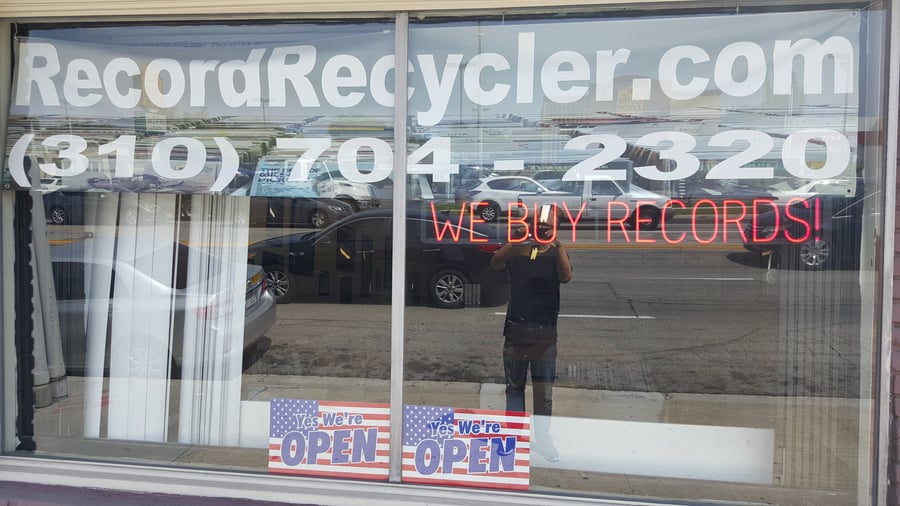 RecordRecycler.com
(310) 704 - 2320
WE BUY RECORDS!
Yes We're
OPEN
Yes We're
OPEN